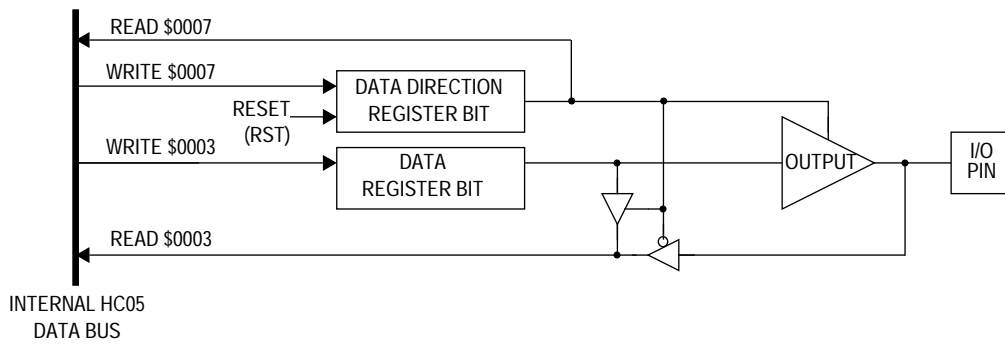 READ $0007
WRITE $0007
RESET
(RST)
DATA DIRECTION
REGISTER BIT
WRITE $0003
DATA
REGISTER BIT
OUTPUT
I/O
PIN
READ $0003
INTERNAL HC05
DATA BUS